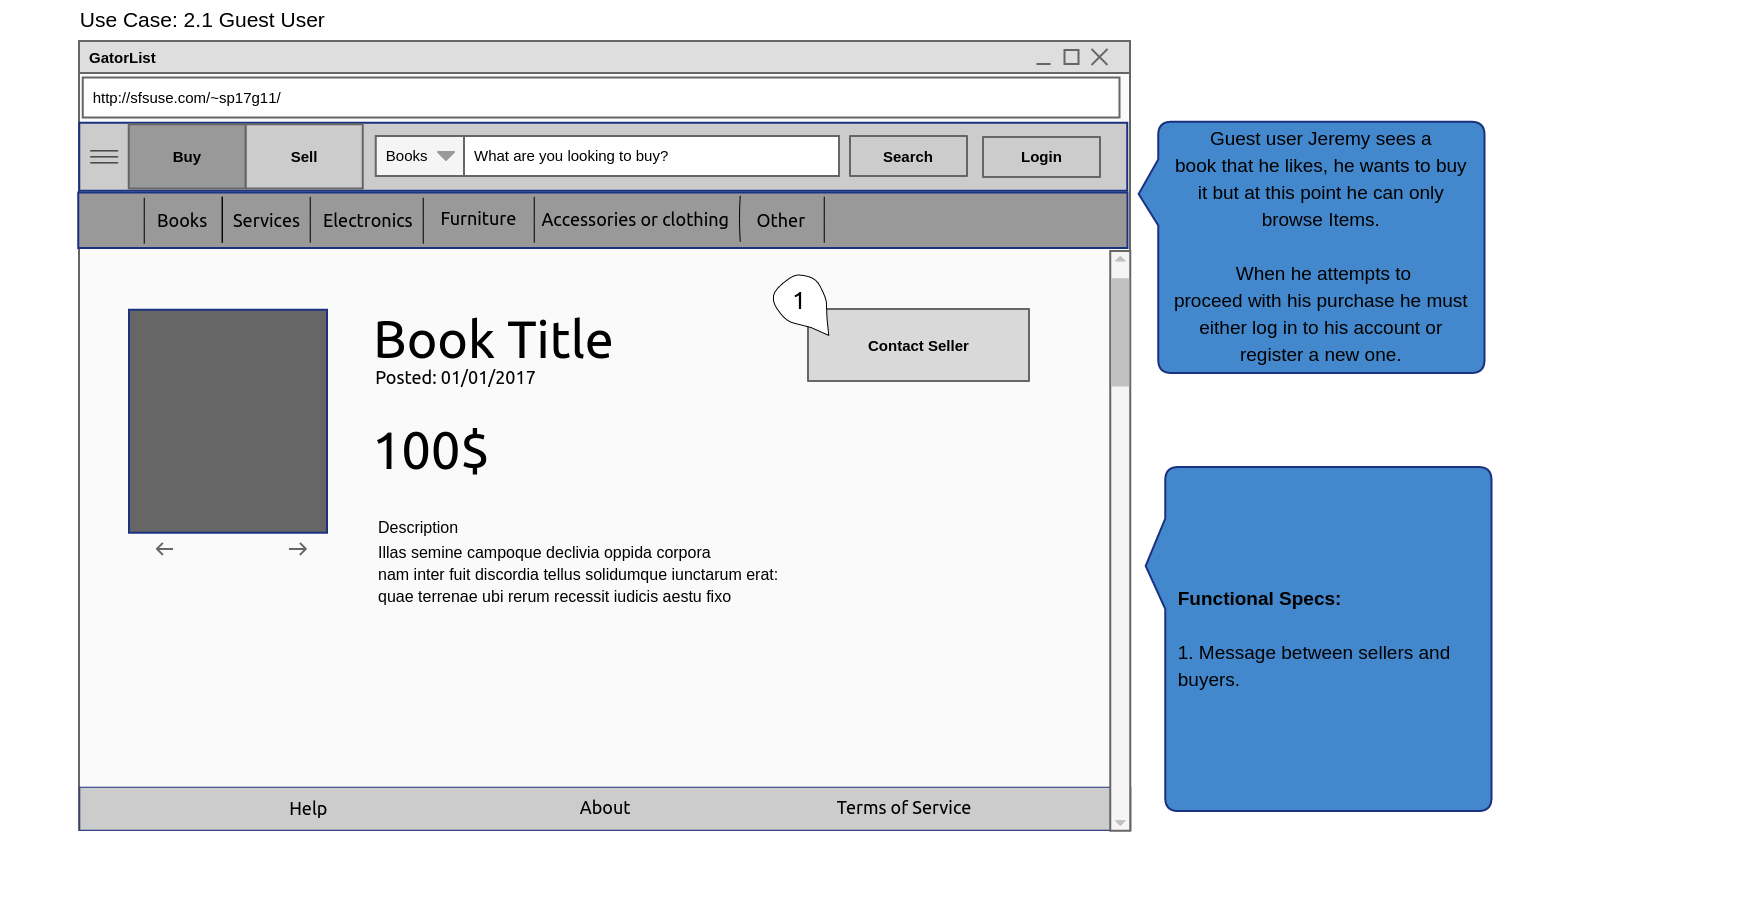 Use Case: 2.1 Guest User
GatorList
http://sfsuse.com/~sp17g11/
Buy
Sell
Books
What are you looking to buy?
Search
Login
Books
Services
Electronics
Furniture
Accessories or clothing
Other
1
Book Title
Contact Seller
Posted: 01/01/2017
100$
Description
Illas semine campoque declivia oppida corpora
nam inter fuit discordia tellus solidumque iunctarum erat:
quae terrenae ubi rerum recessit iudicis aestu fixo
Help
About
Terms of Service
Guest user Jeremy sees a
book that he likes, he wants to buy
it but at this point he can only
browse Items.
When he attempts to
proceed with his purchase he must
either log in to his account or
register a new one.
Functional Specs:
1. Message between sellers and
buyers.